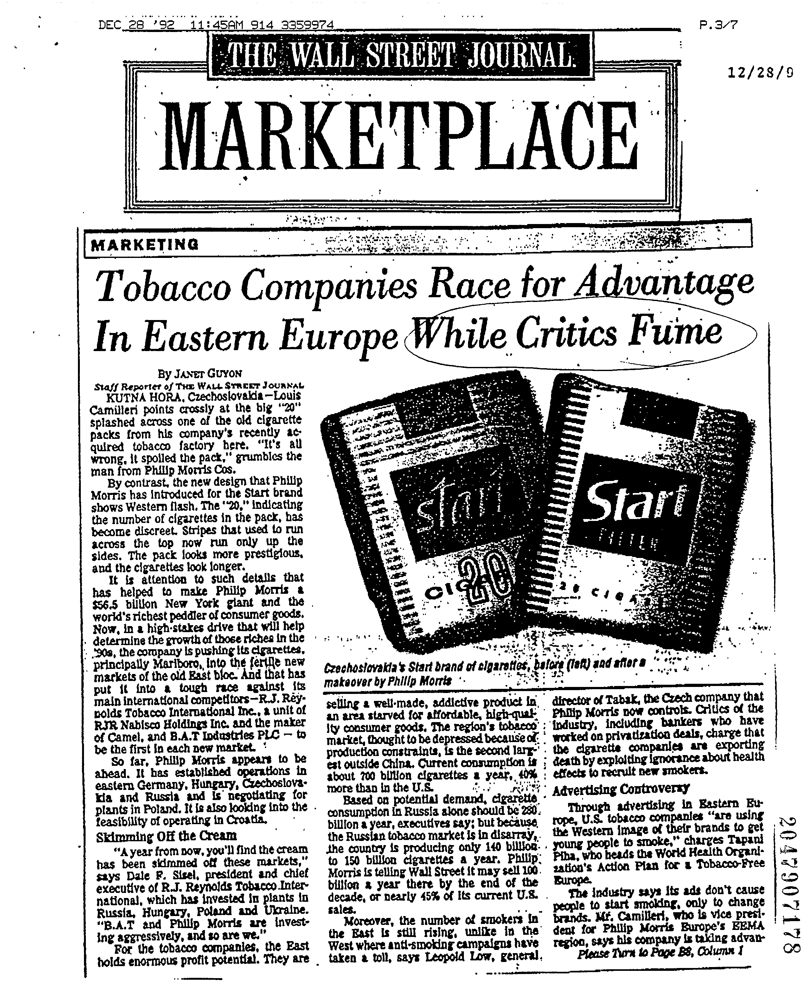 DEC 28 '92 11:45AM 914 3359974 P.3/7
THE WALL STREET JOURNAL.
12/28/9
MARKETPLACE
MARKETING
Tobacco Companies Race for Advantage
In Eastern Europe While Critics Fume
By JANET GUYON
Staff Reporter of THE WALL STREET JOURNAL
KUTNA HORA, Czechoslovakia—Louis
Camilleri points crossly at the big "20"
splashed across one of the old cigarette
packs from his company's recently ac-
quired tobacco factory here. "It's all
wrong, it spoiled the pack," grumbles the
man from Philip Morris Cos.
By contrast, the new design that Philip
Morris has introduced for the Start brand
shows Western flash. The "20," indicating
the number of cigarettes in the pack, has
become discreet. Stripes that used to run
across the top now run only up the
sides. The pack looks more prestigious,
and the cigarettes look longer.
It is attention to such details that
has helped to make Philip Morris a
$56.5 billion New York giant and the
world's richest peddler of consumer goods.
Now, in a high-stakes drive that will help
determine the growth of those riches in the
'90s, the company is pushing its cigarettes,
principally Marlboro, into the fertile new
markets of the old East bloc. And that has
put it into a tough race against its
main international competitors—R.J. Rey-
nolds Tobacco International Inc., a unit of
RJR Nabisco Holdings Inc. and the maker
of Camel, and B.A.T Industries PLC — to
be the first in each new market.
So far, Philip Morris appears to be
ahead. It has established operations in
eastern Germany, Hungary, Czechoslova-
kia and Russia and is negotiating for
plants in Poland. It is also looking into the
feasibility of operating in Croatia.
Skimming Off the Cream
"A year from now, you'll find the cream
has been skimmed off these markets,"
says Dale F. Sisel, president and chief
executive of R.J. Reynolds Tobacco Inter-
national, which has invested in plants in
Russia, Hungary, Poland and Ukraine.
"B.A.T and Philip Morris are invest-
ing aggressively, and so are we."
For the tobacco companies, the East
holds enormous profit potential. They are
start
20
CIGAR
Start
FILTER
20 CIGA
Czechoslovakia's Start brand of cigarettes, before (left) and after a
makeover by Philip Morris
selling a well-made, addictive product in
an area starved for affordable, high-qual-
ity consumer goods. The region's tobacco
market, thought to be depressed because of
production constraints, is the second larg-
est outside China. Current consumption is
about 700 billion cigarettes a year, 40%
more than in the U.S.
Based on potential demand, cigarette
consumption in Russia alone should be 280
billion a year, executives say; but because
the Russian tobacco market is in disarray,
the country is producing only 140 billion
to 150 billion cigarettes a year. Philip
Morris is telling Wall Street it may sell 100
billion a year there by the end of the
decade, or nearly 45% of its current U.S.
sales.
Moreover, the number of smokers in
the East is still rising, unlike in the
West where anti-smoking campaigns have
taken a toll, says Leopold Low, general
director of Tabak, the Czech company that
Philip Morris now controls. Critics of the
industry, including bankers who have
worked on privatization deals, charge that
the cigarette companies are exporting
death by exploiting ignorance about health
effects to recruit new smokers.
Advertising Controversy
Through advertising in Eastern Eu-
rope, U.S. tobacco companies "are using
the Western image of their brands to get
young people to smoke," charges Tapani
Piha, who heads the World Health Organi-
zation's Action Plan for a Tobacco-Free
Europe.
The industry says its ads don't cause
people to start smoking, only to change
brands. Mr. Camilleri, who is vice presi-
dent for Philip Morris Europe's EEMA
region, says his company is taking advan-
Please Turn to Page B8, Column 1
2047907178